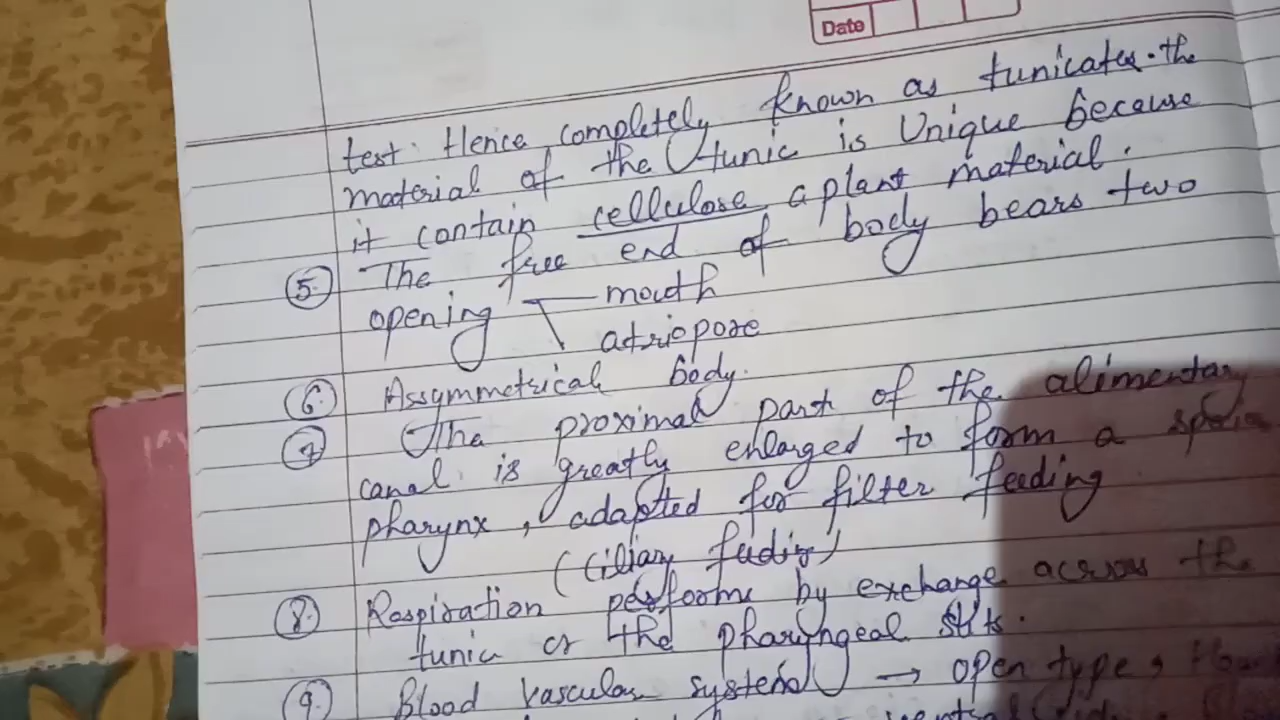 Date
test. Hence completely known as tunicates. the
material of the tunic is Unique because
it contain cellulose a plant material.
5. The free end of body bears two
opening mouth
atriopore
6. Assymmetrical body.
7. The proximal part of the alimentary
canal is greatly enlarged to form a
pharynx, adapted for filter feeding
(ciliary feeding)
8. Respiration performs by exchange across the
tunic or the pharyngeal slits.
9. Blood vascular system → open type,